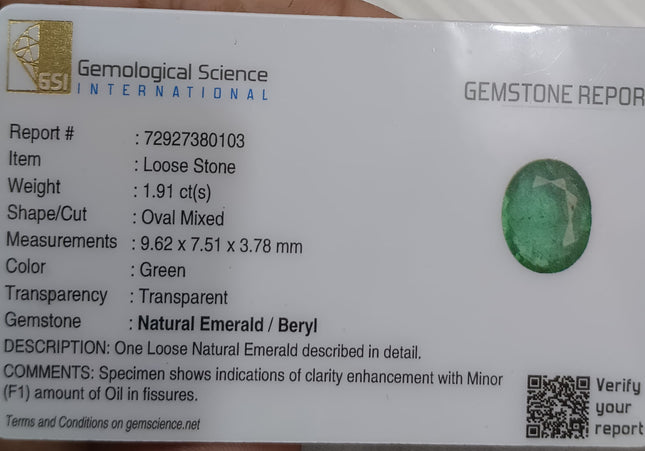 GSI
Gemological Science
INTERNATIONAL
GEMSTONE REPOR
Report # : 72927380103
Item : Loose Stone
Weight : 1.91 ct(s)
Shape/Cut : Oval Mixed
Measurements : 9.62 x 7.51 x 3.78 mm
Color : Green
Transparency : Transparent
Gemstone : Natural Emerald / Beryl
DESCRIPTION: One Loose Natural Emerald described in detail.
COMMENTS: Specimen shows indications of clarity enhancement with Minor
(F1) amount of Oil in fissures.
Terms and Conditions on gemscience.net
Verify
your
report